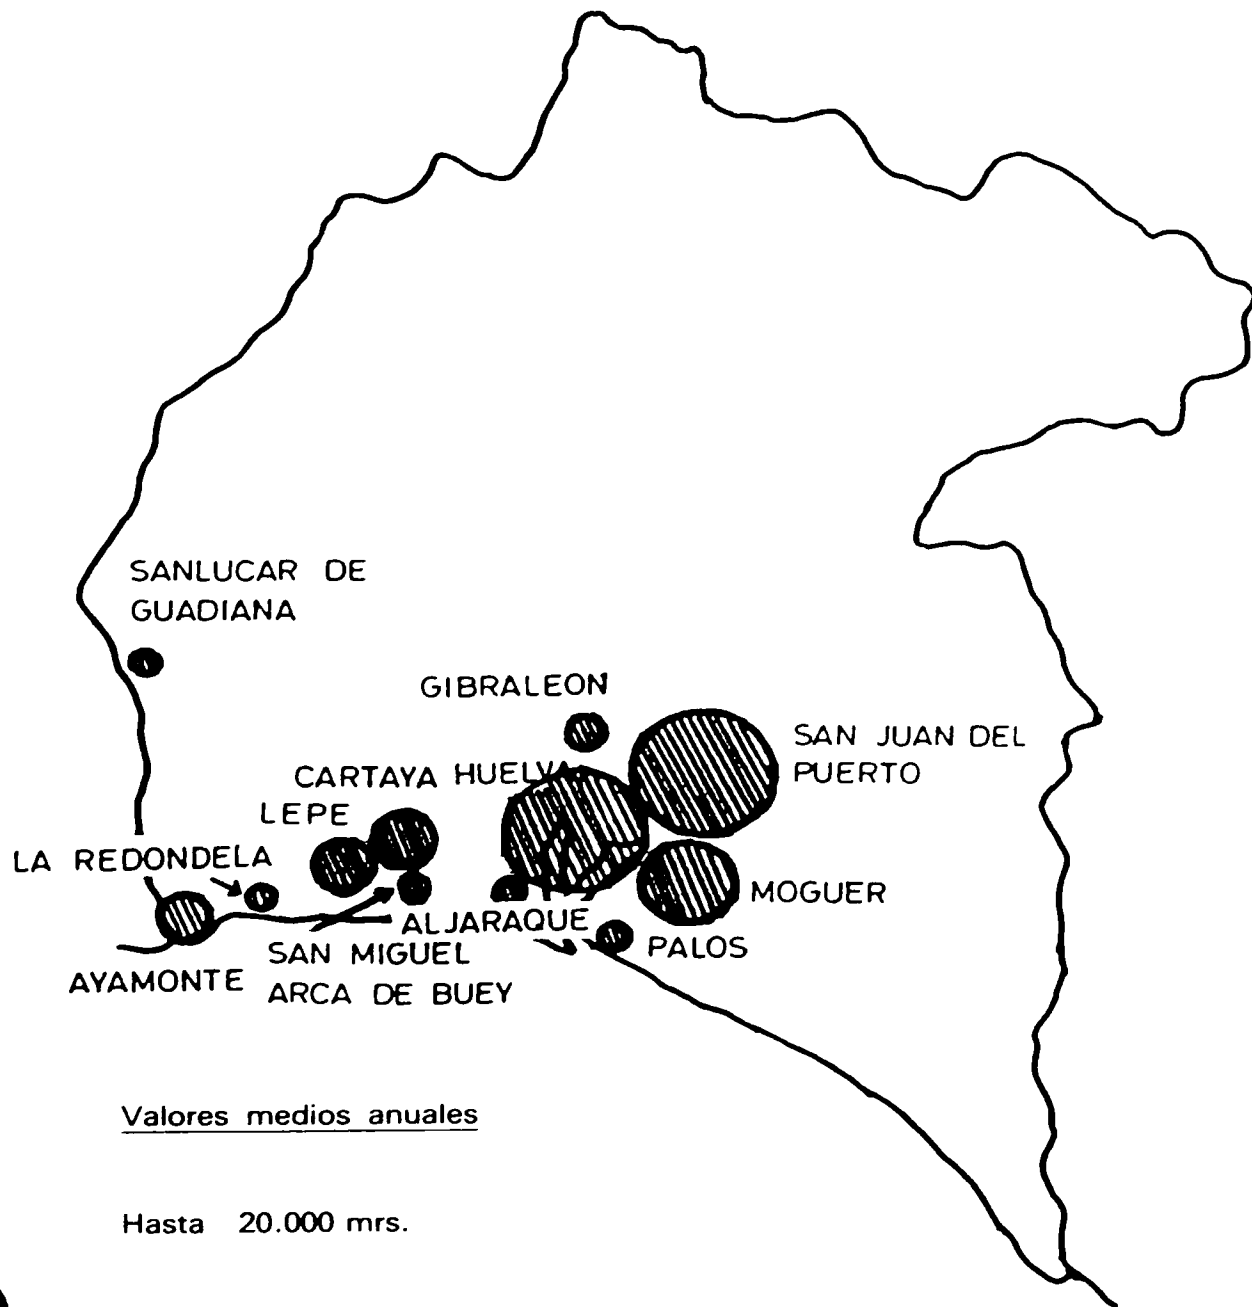 SANLUCAR DE
GUADIANA
GIBRALEON
SAN JUAN DEL
PUERTO
CARTAYA
HUELVA
LEPE
LA REDONDELA
MOGUER
ALJARAQUE
PALOS
SAN MIGUEL
ARCA DE BUEY
AYAMONTE
Valores medios anuales
Hasta 20.000 mrs.